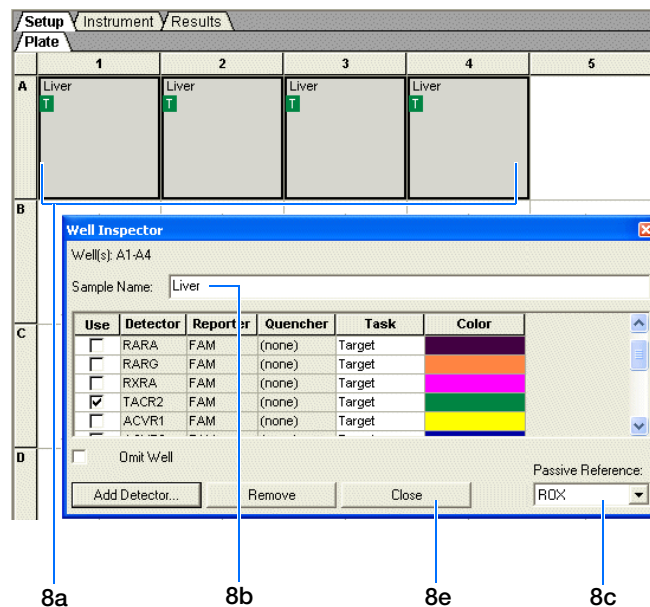 Setup Instrument Results
Plate
1 2 3 4 5
A Liver Liver Liver Liver
T T T T
B
Well Inspector
Well(s): A1-A4
Sample Name: Liver
C
Use Detector Reporter Quencher Task Color
RARA FAM (none) Target
RARG FAM (none) Target
RXRA FAM (none) Target
TACR2 FAM (none) Target
ACVR1 FAM (none) Target
D
Omit Well
Passive Reference:
Add Detector... Remove Close ROX
8a 8b 8e 8c